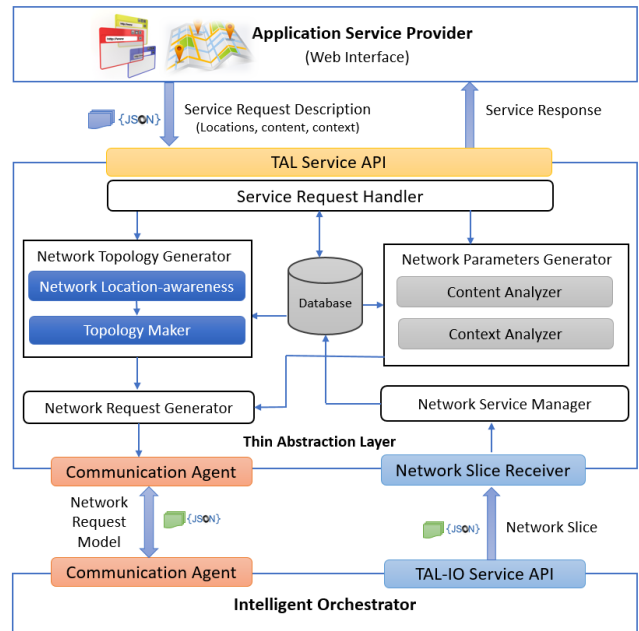 Application Service Provider
(Web Interface)
Service Request Description
(Locations, content, context)
{JSON}
Service Response
TAL Service API
Service Request Handler
Network Topology Generator
Network Location-awareness
Topology Maker
Database
Network Parameters Generator
Content Analyzer
Context Analyzer
Network Request Generator
Network Service Manager
Thin Abstraction Layer
Communication Agent
Network Slice Receiver
Network
Request
Model
{JSON}
{JSON}
Network Slice
Communication Agent
TAL-IO Service API
Intelligent Orchestrator